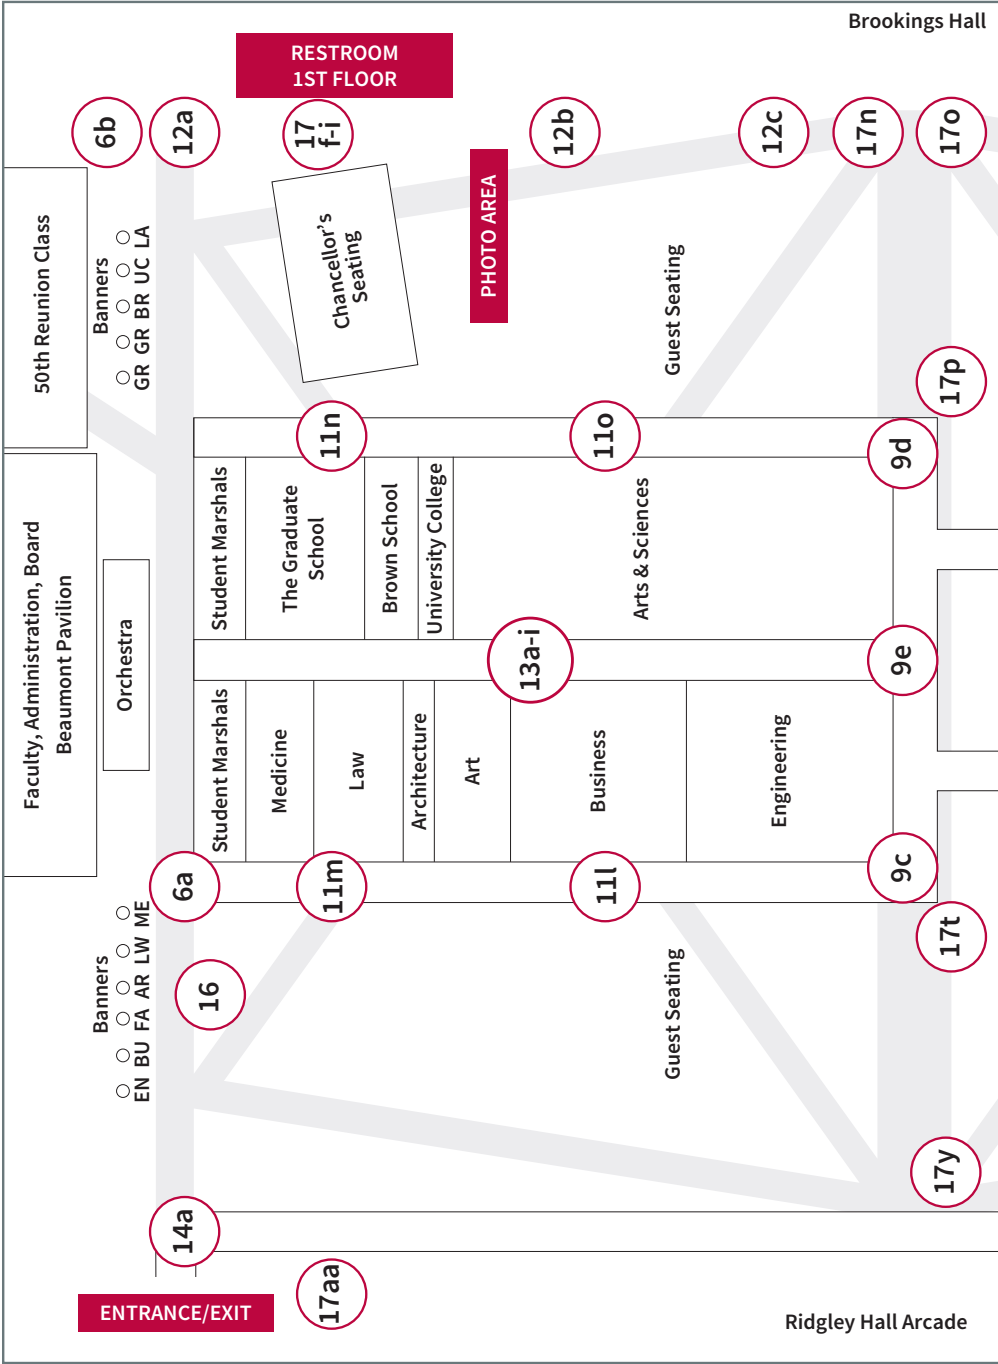 Brookings Hall
RESTROOM
1ST FLOOR
6b
12a
17
f-i
12b
12c
17n
17o
50th Reunion Class
Banners
GR GR BR UC LA
Chancellor's
Seating
PHOTO AREA
Guest Seating
17p
11n
11o
9d
Faculty, Administration, Board
Beaumont Pavilion
Orchestra
Student Marshals
The Graduate
School
Brown School
University College
Arts & Sciences
13a-i
9e
Student Marshals
Medicine
Law
Architecture
Art
Business
Engineering
6a
11m
11l
9c
17t
Banners
EN BU FA AR LW ME
16
Guest Seating
17y
14a
17aa
ENTRANCE/EXIT
Ridgley Hall Arcade